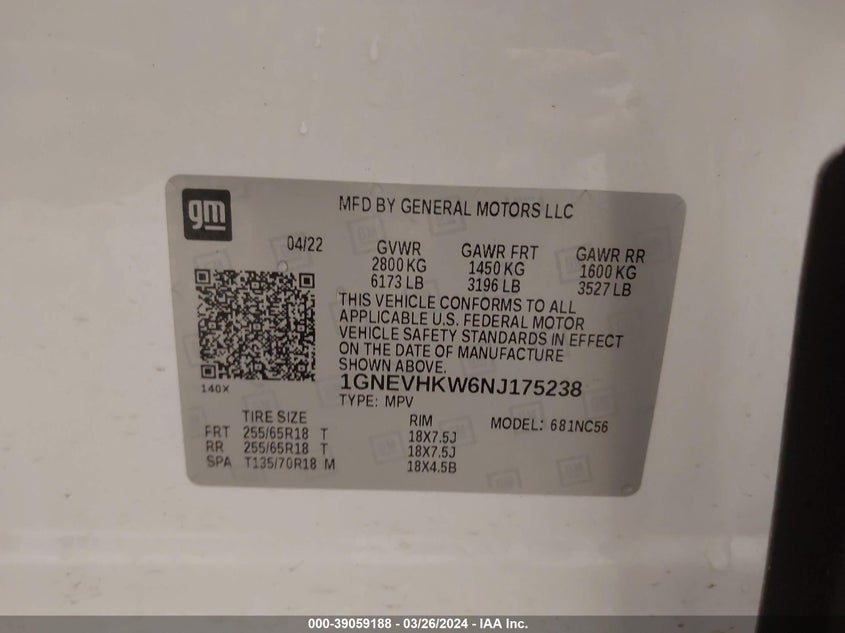 gm
MFD BY GENERAL MOTORS LLC
04/22
GVWR GAWR FRT GAWR RR
2800 KG 1450 KG 1600 KG
6173 LB 3196 LB 3527 LB
THIS VEHICLE CONFORMS TO ALL
APPLICABLE U.S. FEDERAL MOTOR
VEHICLE SAFETY STANDARDS IN EFFECT
ON THE DATE OF MANUFACTURE
SHOWN ABOVE.
140X
1GNEVHKW6NJ175238
TYPE: MPV
TIRE SIZE RIM MODEL: 681NC56
FRT 255/65R18 T 18X7.5J
RR 255/65R18 T 18X7.5J
SPA T135/70R18 M 18X4.5B
000-39059188 - 03/26/2024 - IAA Inc.